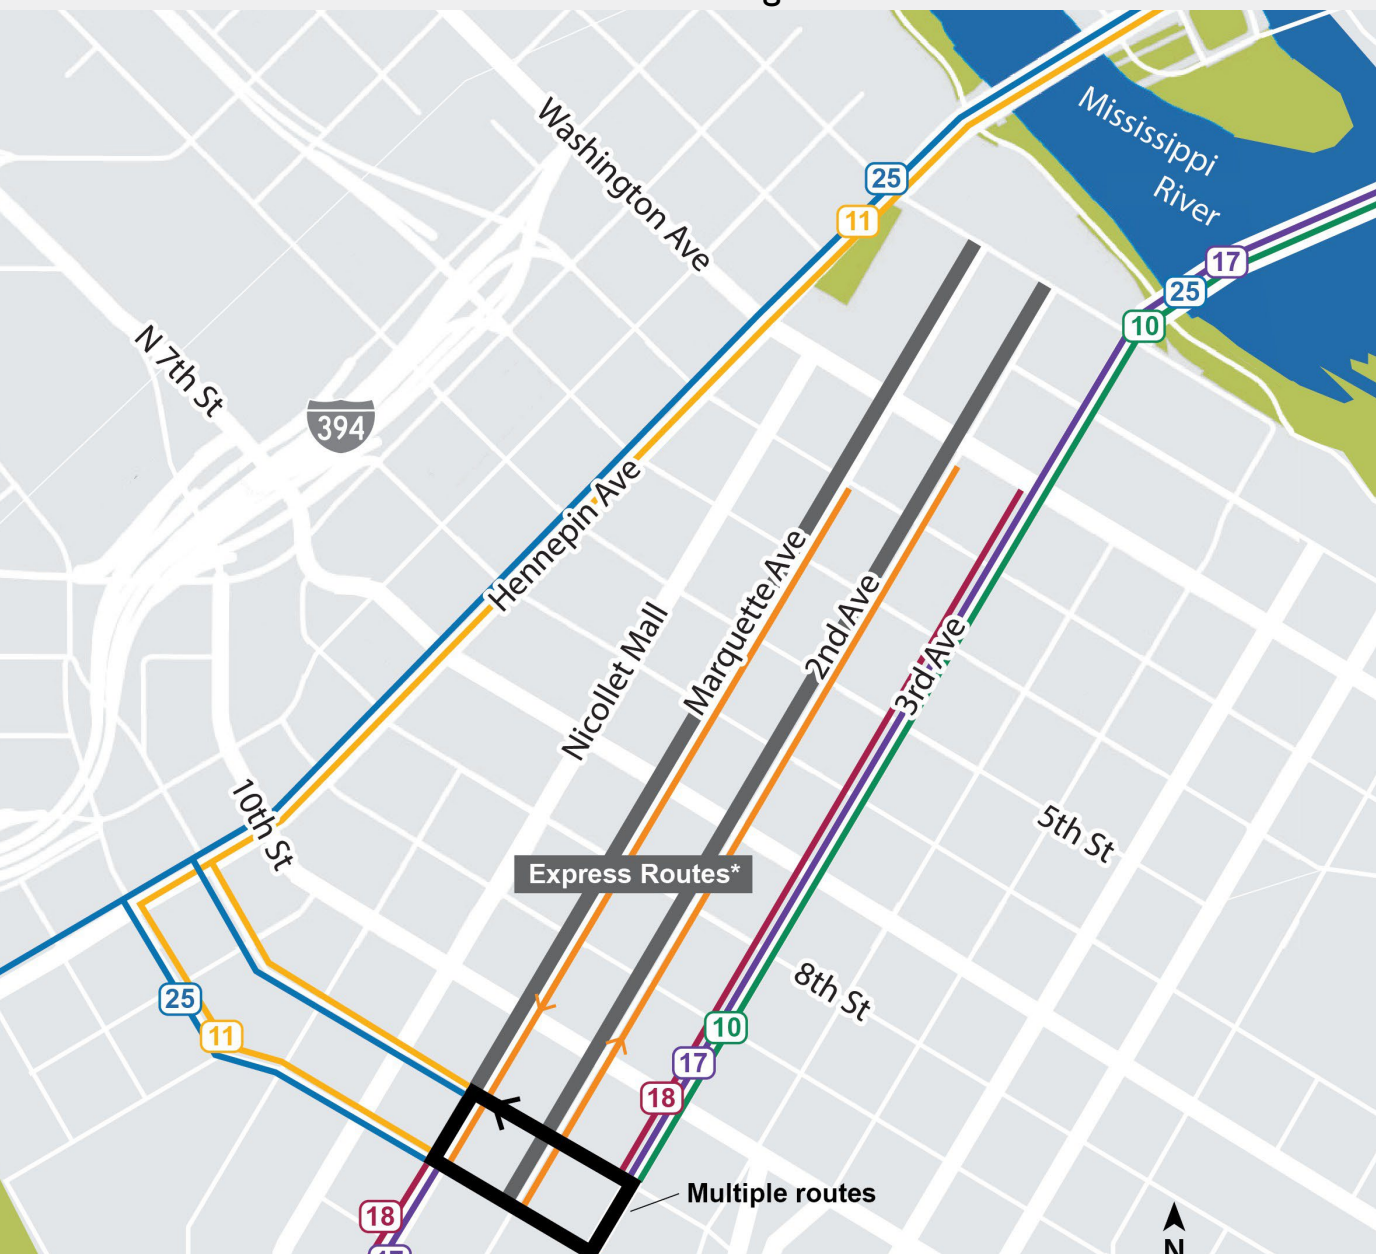 Mississippi
River
Washington Ave
25
11
17
25
10
N 7th St
394
Hennepin Ave
Nicollet Mall
Marquette Ave
2nd Ave
3rd Ave
10th St
5th St
Express Routes*
8th St
25
11
10
17
18
Multiple routes
18
17
N